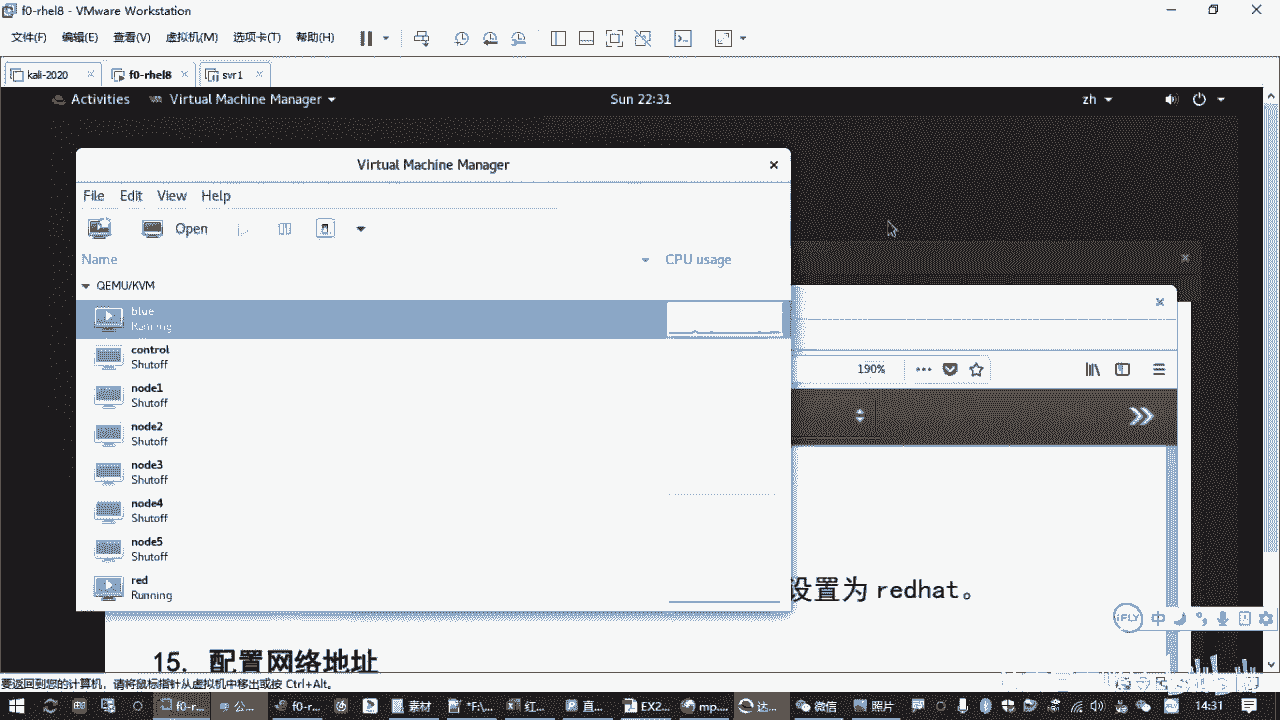 f0-rhel8 - VMware Workstation
文件(F) 编辑(E) 查看(V) 虚拟机(M) 选项卡(T) 帮助(H)
kali-2020 f0-rhel8 svr1
Activities Virtual Machine Manager Sun 22:31 zh
Virtual Machine Manager
File Edit View Help
Open
Name CPU usage
QEMU/KVM
blue
Running
control
Shutoff
190%
node1
Shutoff
node2
Shutoff
node3
Shutoff
node4
Shutoff
node5
Shutoff
red
Running
设置为 redhat。
iFLY 中
15. 配置网络地址
要返回到您的计算机，请将鼠标指针从虚拟机中移出或按 Ctrl+Alt。
f0-r... 公... f0-r... 素材 F:\... 红... 直... EX2... mp... 达... 微信 照片 14:31